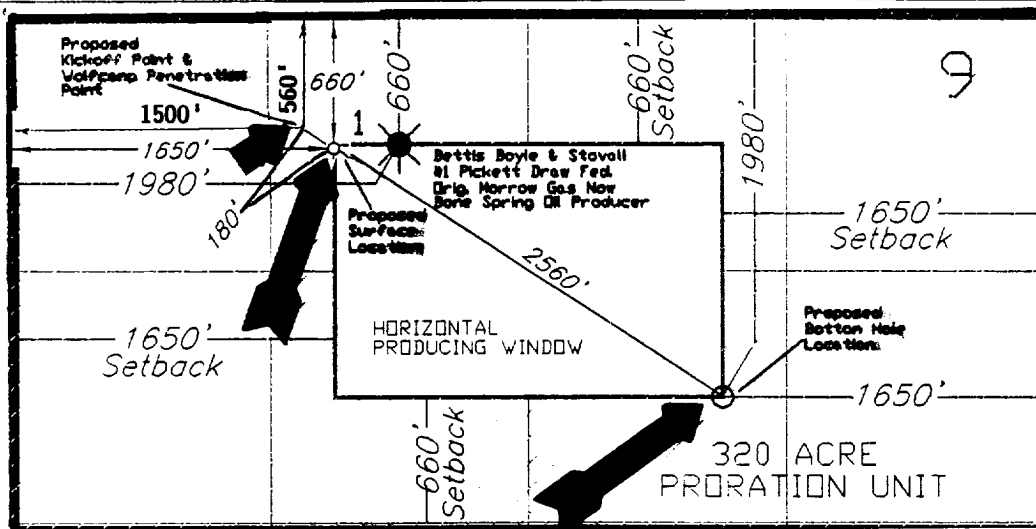 Proposed
Kickoff Point &
Wolfcamp Penetration
Point
560'
660'
660'
660'
Setback
9
1500'
1
1650'
1980'
1980'
180'
Bettis Boyle & Stovall
#1 Pickett Draw Fed.
Orig. Morrow Gas Now
Bone Spring Oil Producer
Proposed
Surface
Location
1650'
Setback
2560'
HORIZONTAL
PRODUCING WINDOW
Proposed
Botton Hole
Location
1650'
Setback
1650'
660'
Setback
320 ACRE
PRORATION UNIT